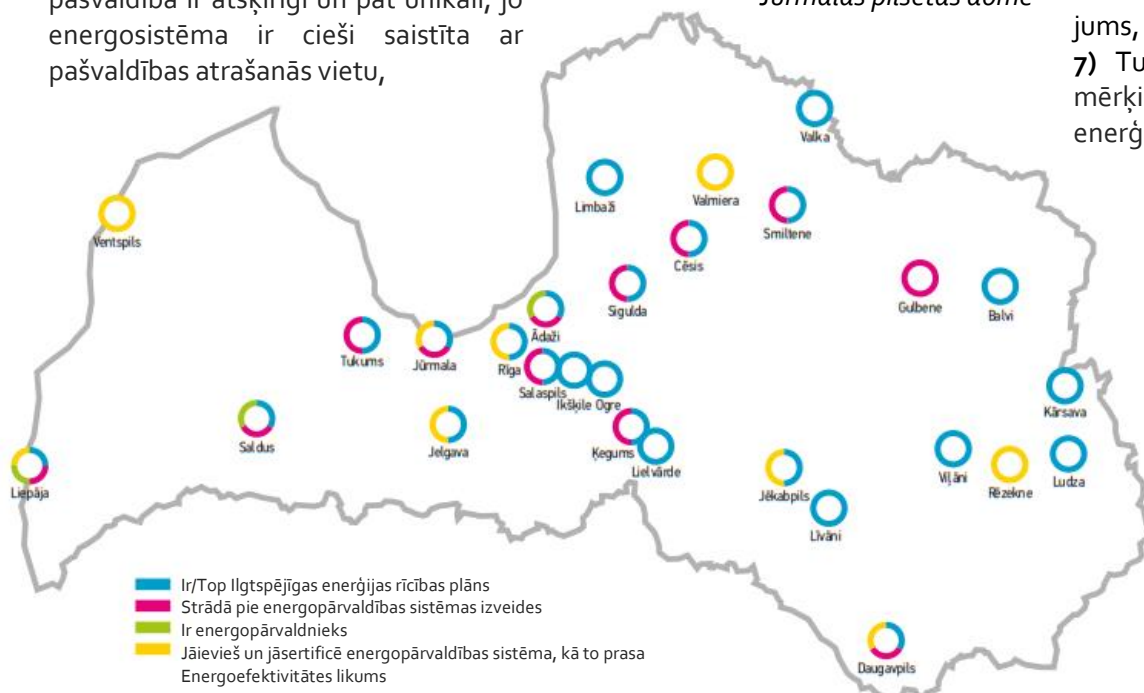 pašvaldībā ir atšķirīgi un pat unikāli, jo
energosistēma ir cieši saistīta ar
pašvaldības atrašanās vietu,
Jūrmalas pilsētas dome
jums,
7) Tu
mērķi
enerģ
Valka
Limbaži
Valmiera
Smiltene
Ventspils
Cēsis
Sigulda
Gulbene
Balvi
Ādaži
Tukums
Jūrmala
Rīga
Salaspils
Ikšķile
Ogre
Kārsava
Saldus
Jelgava
Ķegums
Lielvārde
Liepāja
Jēkabpils
Viļāni
Rēzekne
Ludza
Līvāni
Ir/Top Ilgtspējīgas enerģijas rīcības plāns
Strādā pie energopārvaldības sistēmas izveides
Ir energopārvaldnieks
Jāievieš un jāsertificē energopārvaldības sistēma, kā to prasa
Energoefektivitātes likums
Daugavpils